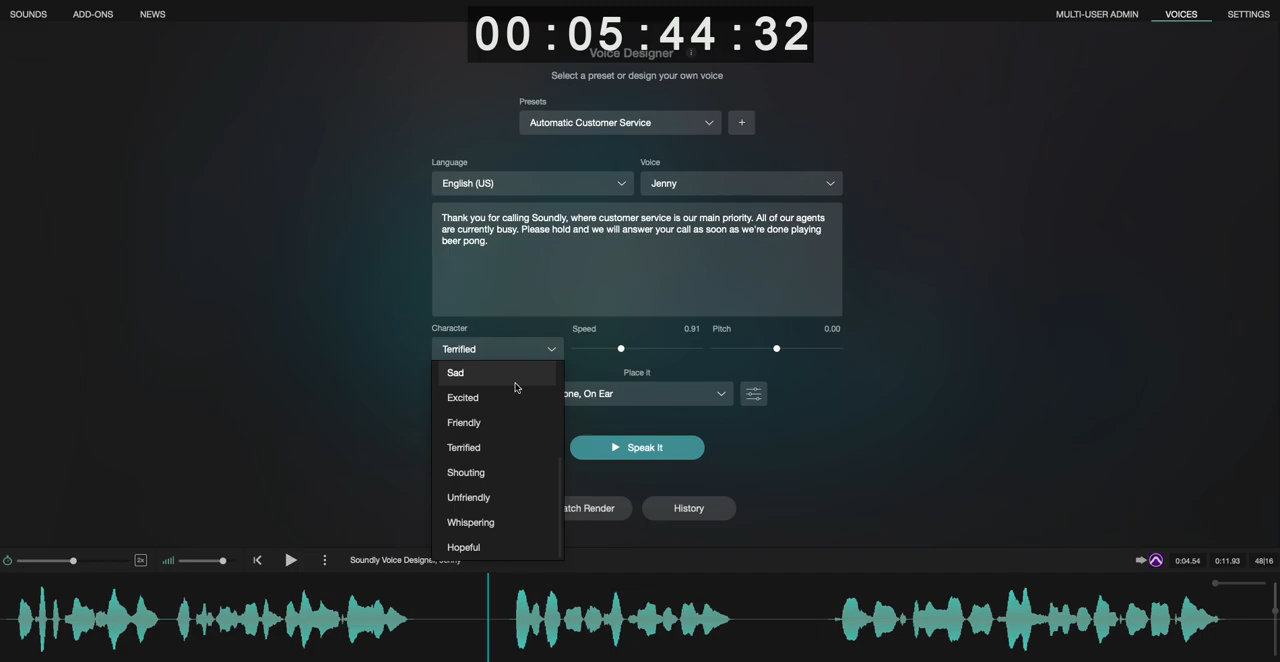 SOUNDS ADD-ONS NEWS 00:05:44:32 MULTI-USER ADMIN VOICES SETTINGS
Voice Designer i
Select a preset or design your own voice
Presets
Automatic Customer Service +
Language Voice
English (US) Jenny
Thank you for calling Soundly, where customer service is our main priority. All of our agents
are currently busy. Please hold and we will answer your call as soon as we're done playing
beer pong.
Character Speed 0.91 Pitch 0.00
Terrified
Sad Place it
one, On Ear
Excited
Friendly
Terrified Speak It
Shouting
Unfriendly
atch Render History
Whispering
Hopeful
2x Soundly Voice Designer, Jenny 0:04.54 0:11.93 48|16